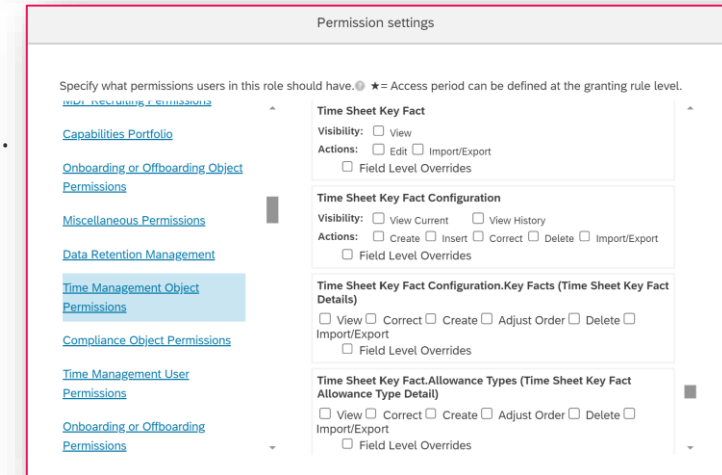 Permission settings
Specify what permissions users in this role should have. ★= Access period can be defined at the granting rule level.
MDF Recruiting Permissions
Capabilities Portfolio
Onboarding or Offboarding Object
Permissions
Miscellaneous Permissions
Data Retention Management
Time Management Object
Permissions
Compliance Object Permissions
Time Management User
Permissions
Onboarding or Offboarding
Permissions
Time Sheet Key Fact
Visibility: View
Actions: Edit Import/Export
Field Level Overrides
Time Sheet Key Fact Configuration
Visibility: View Current View History
Actions: Create Insert Correct Delete Import/Export
Field Level Overrides
Time Sheet Key Fact Configuration.Key Facts (Time Sheet Key Fact
Details)
View Correct Create Adjust Order Delete
Import/Export
Field Level Overrides
Time Sheet Key Fact.Allowance Types (Time Sheet Key Fact
Allowance Type Detail)
View Correct Create Adjust Order Delete
Import/Export
Field Level Overrides